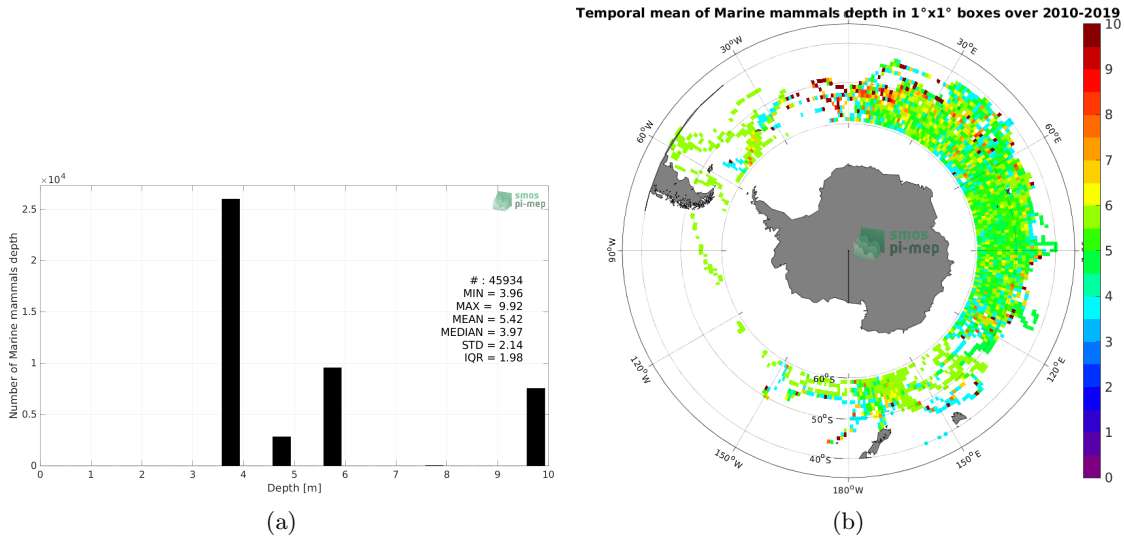 ×10⁴
2.5
2
1.5
1
0.5
0
0 1 2 3 4 5 6 7 8 9 10
Number of Marine mammals depth
Depth [m]
smos
pi-mep
# : 45934
MIN = 3.96
MAX = 9.92
MEAN = 5.42
MEDIAN = 3.97
STD = 2.14
IQR = 1.98
(a)
Temporal mean of Marine mammals depth in 1°x1° boxes over 2010-2019
30°W
30°E
60°W
60°E
90°W
120°W
120°E
150°W
150°E
180°W
60°S
50°S
40°S
smos
pi-mep
10
9
8
7
6
5
4
3
2
1
0
(b)